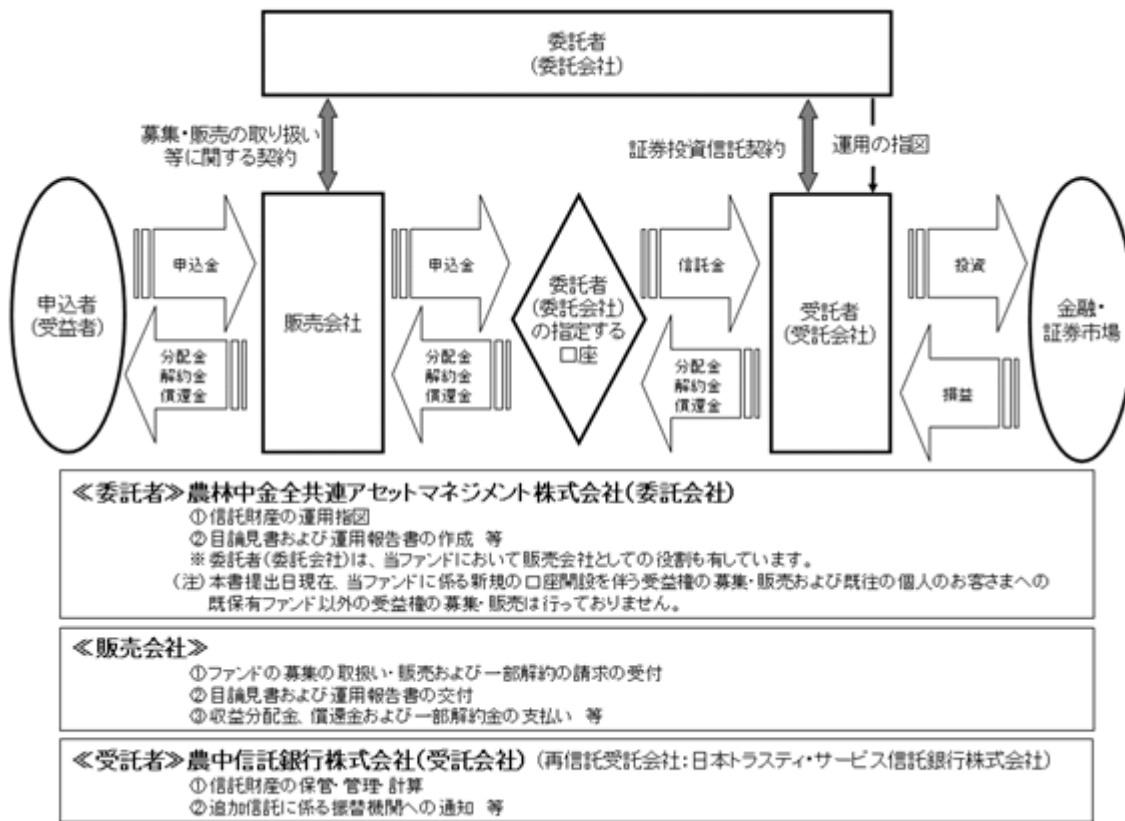 委託者
(委託会社)
募集・販売の取り扱い
等に関する契約
証券投資信託契約
運用の指図
申込者
(受益者)
申込金
分配金
解約金
償還金
販売会社
申込金
分配金
解約金
償還金
委託者
(委託会社)
の指定する
口座
信託金
分配金
解約金
償還金
受託者
(受託会社)
投資
損益
金融・
証券市場
≪委託者≫農林中金全共連アセットマネジメント株式会社(委託会社)
①信託財産の運用指図
②目論見書および運用報告書の作成 等
※委託者(委託会社)は、当ファンドにおいて販売会社としての役割も有しています。
(注)本書提出日現在、当ファンドに係る新規の口座開設を伴う受益権の募集・販売および既往の個人のお客さまへの
既保有ファンド以外の受益権の募集・販売は行っておりません。
≪販売会社≫
①ファンドの募集の取扱い・販売および一部解約の請求の受付
②目論見書および運用報告書の交付
③収益分配金、償還金および一部解約金の支払い 等
≪受託者≫農中信託銀行株式会社(受託会社)(再信託受託会社:日本トラスティ・サービス信託銀行株式会社)
①信託財産の保管・管理・計算
②追加信託に係る振替機関への通知 等